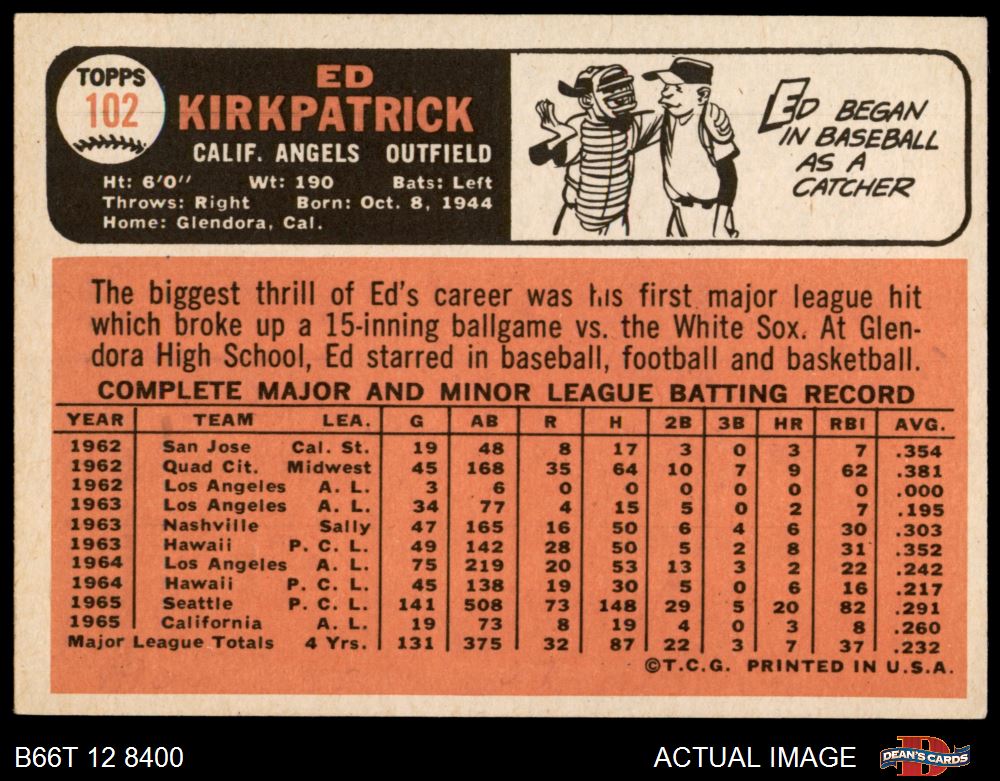 TOPPS
102
ED
KIRKPATRICK
CALIF. ANGELS OUTFIELD
Ht: 6'0" Wt: 190 Bats: Left
Throws: Right Born: Oct. 8, 1944
Home: Glendora, Cal.
ED BEGAN
IN BASEBALL
AS A
CATCHER
The biggest thrill of Ed's career was his first major league hit
which broke up a 15-inning ballgame vs. the White Sox. At Glen-
dora High School, Ed starred in baseball, football and basketball.
COMPLETE MAJOR AND MINOR LEAGUE BATTING RECORD
YEAR TEAM LEA. G AB R H 2B 3B HR RBI AVG.
1962 San Jose Cal. St. 19 48 8 17 3 0 3 7 .354
1962 Quad Cit. Midwest 45 168 35 64 10 7 9 62 .381
1962 Los Angeles A. L. 3 6 0 0 0 0 0 0 .000
1963 Los Angeles A. L. 34 77 4 15 5 0 2 7 .195
1963 Nashville Sally 47 165 16 50 6 4 6 30 .303
1963 Hawaii P. C. L. 49 142 28 50 5 2 8 31 .352
1964 Los Angeles A. L. 75 219 20 53 13 3 2 22 .242
1964 Hawaii P. C. L. 45 138 19 30 5 0 6 16 .217
1965 Seattle P. C. L. 141 508 73 148 29 5 20 82 .291
1965 California A. L. 19 73 8 19 4 0 3 8 .260
Major League Totals 4 Yrs. 131 375 32 87 22 3 7 37 .232
©T.C.G. PRINTED IN U.S.A.
B66T 12 8400
ACTUAL IMAGE
DEAN'S CARDS